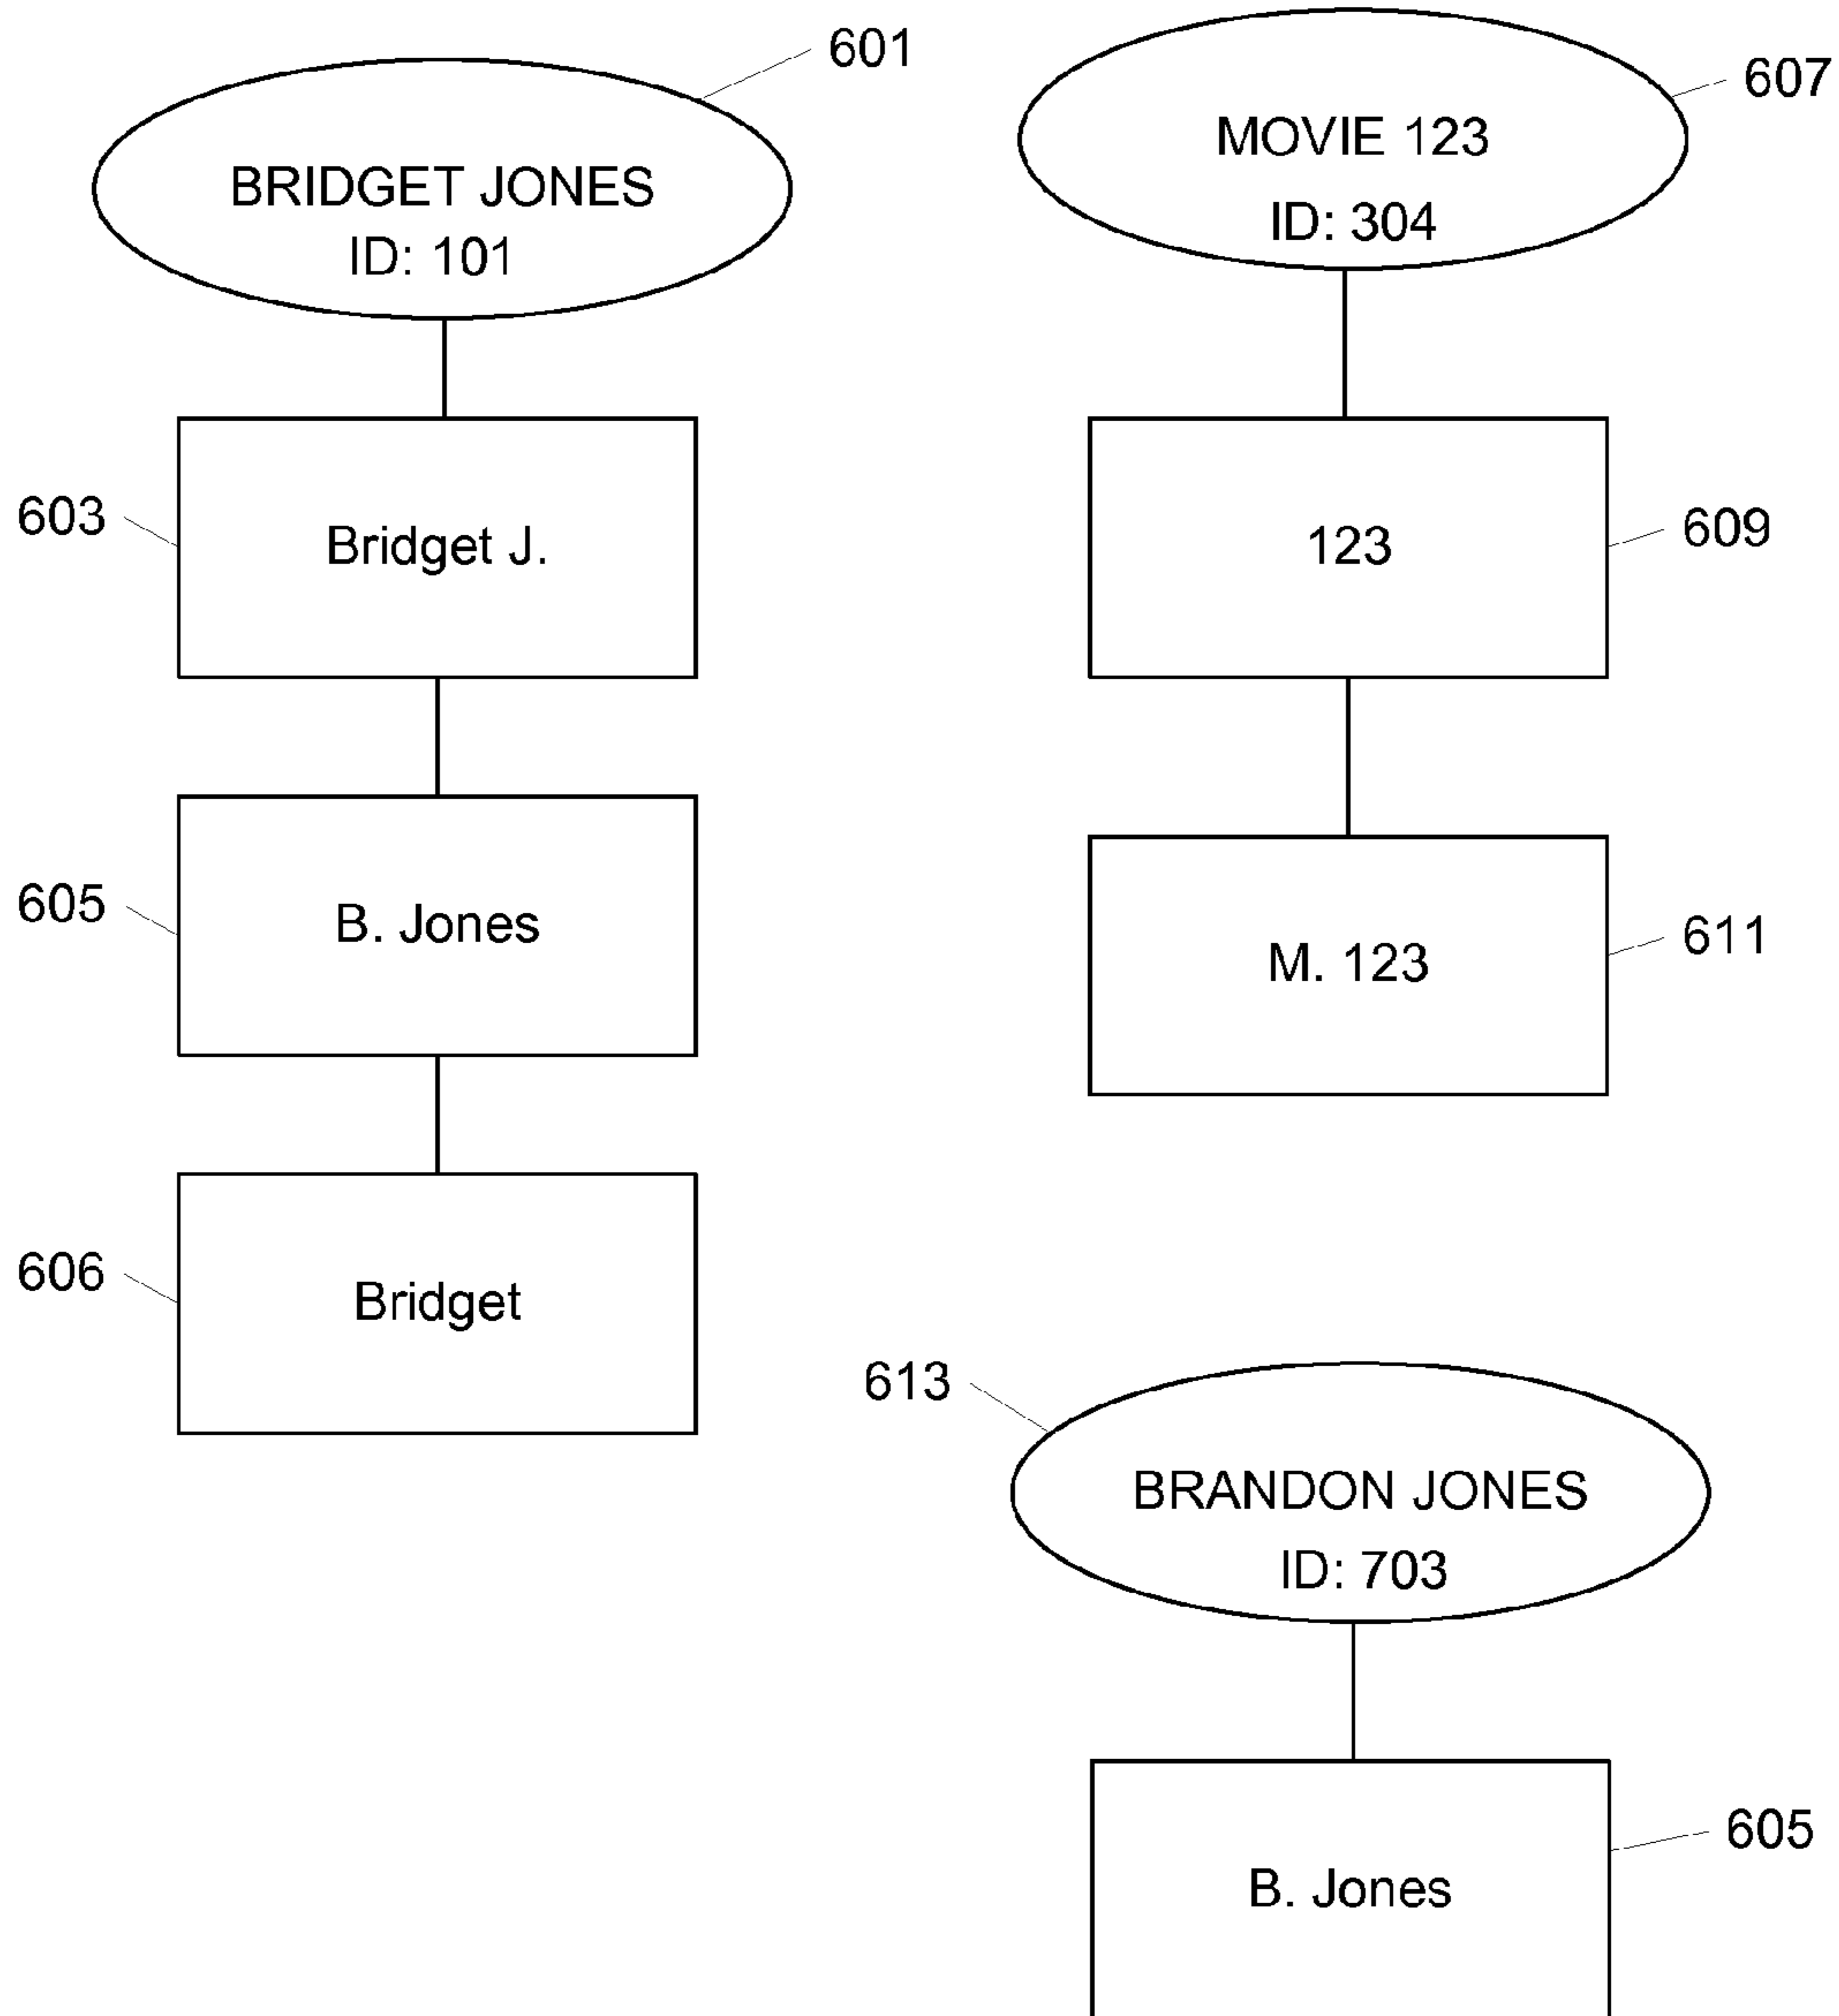 601
BRIDGET JONES
ID: 101
603
Bridget J.
605
B. Jones
606
Bridget
607
MOVIE 123
ID: 304
123
609
M. 123
611
613
BRANDON JONES
ID: 703
605
B. Jones